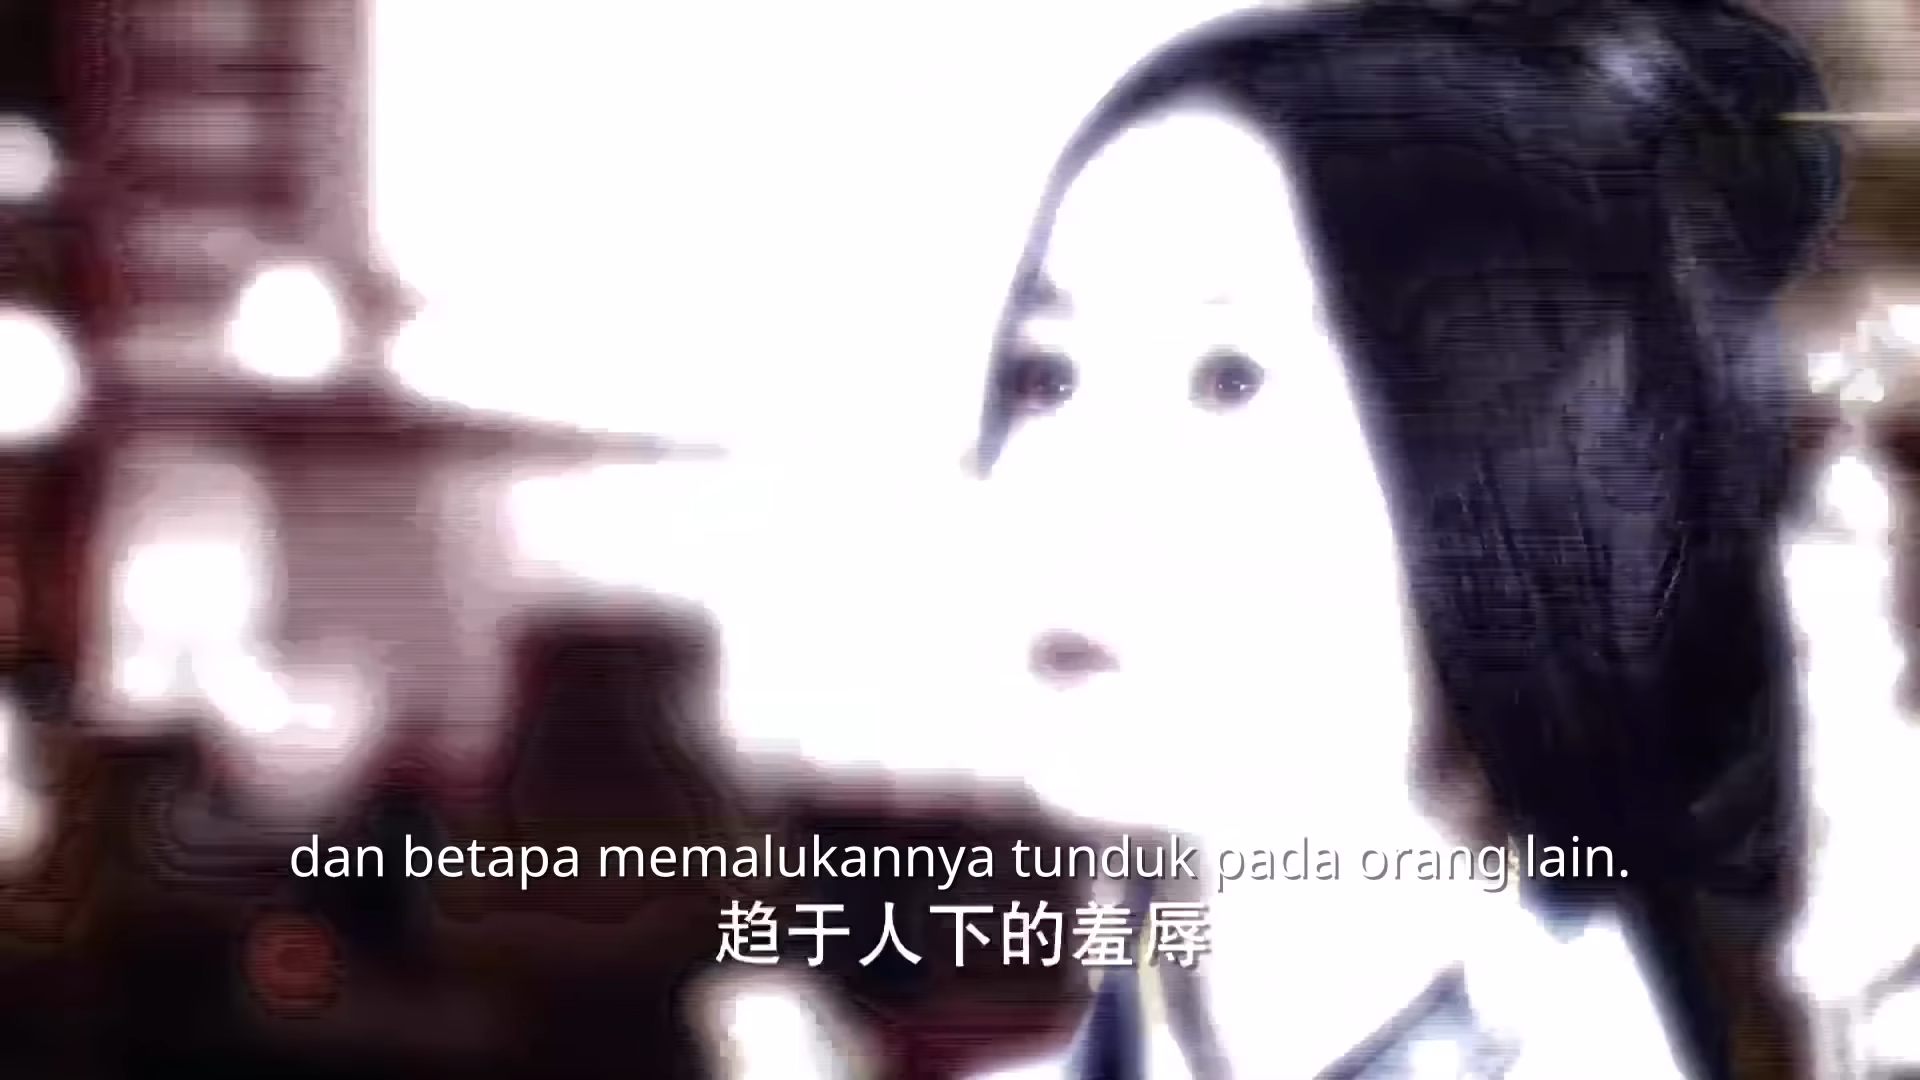 dan betapa memalukannya tunduk pada orang lain.
趋于人下的羞辱